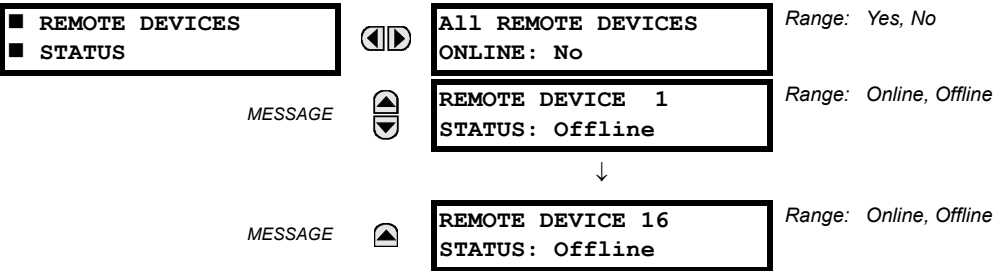 ■ REMOTE DEVICES
■ STATUS
All REMOTE DEVICES
ONLINE: No
Range: Yes, No
MESSAGE
REMOTE DEVICE 1
STATUS: Offline
Range: Online, Offline
↓
MESSAGE
REMOTE DEVICE 16
STATUS: Offline
Range: Online, Offline